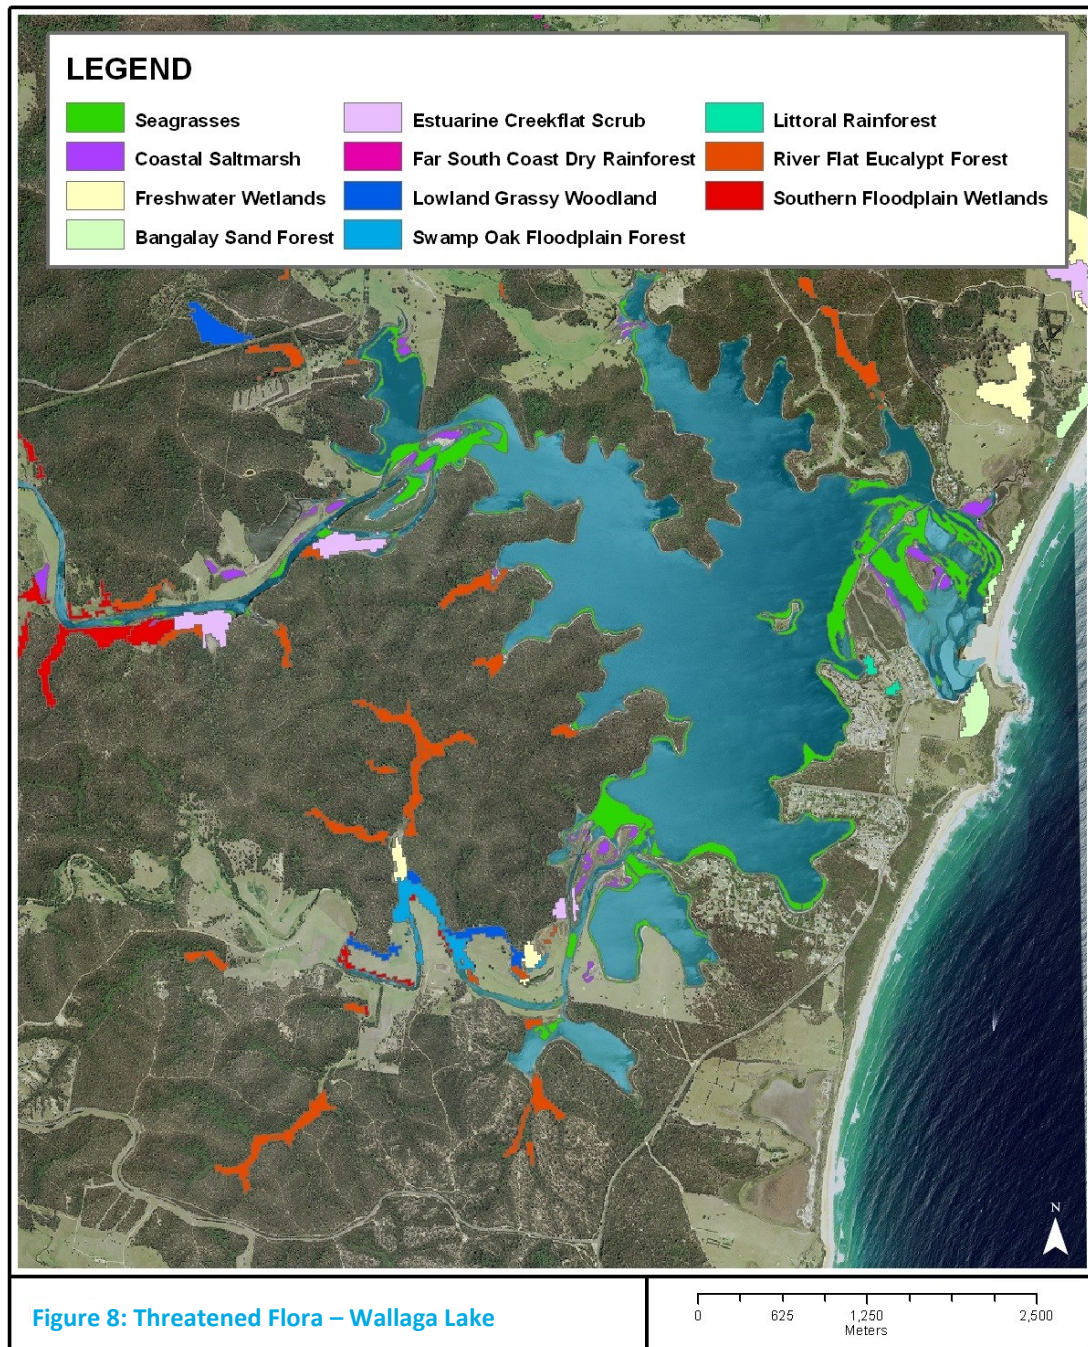 LEGEND
Seagrasses
Estuarine Creekflat Scrub
Littoral Rainforest
Coastal Saltmarsh
Far South Coast Dry Rainforest
River Flat Eucalypt Forest
Freshwater Wetlands
Lowland Grassy Woodland
Southern Floodplain Wetlands
Bangalay Sand Forest
Swamp Oak Floodplain Forest
N
Figure 8: Threatened Flora – Wallaga Lake
0 625 1,250 2,500
Meters